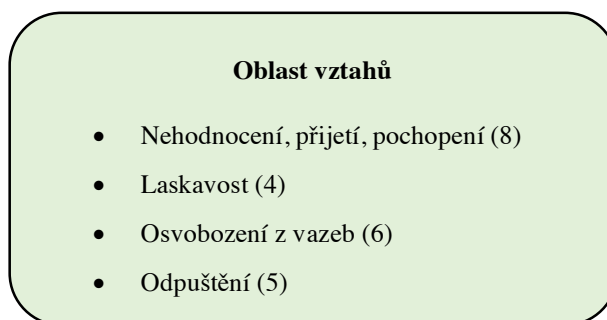 Oblast vztahů
• Nehodnocení, přijetí, pochopení (8)
• Laskavost (4)
• Osvobození z vazeb (6)
• Odpuštění (5)